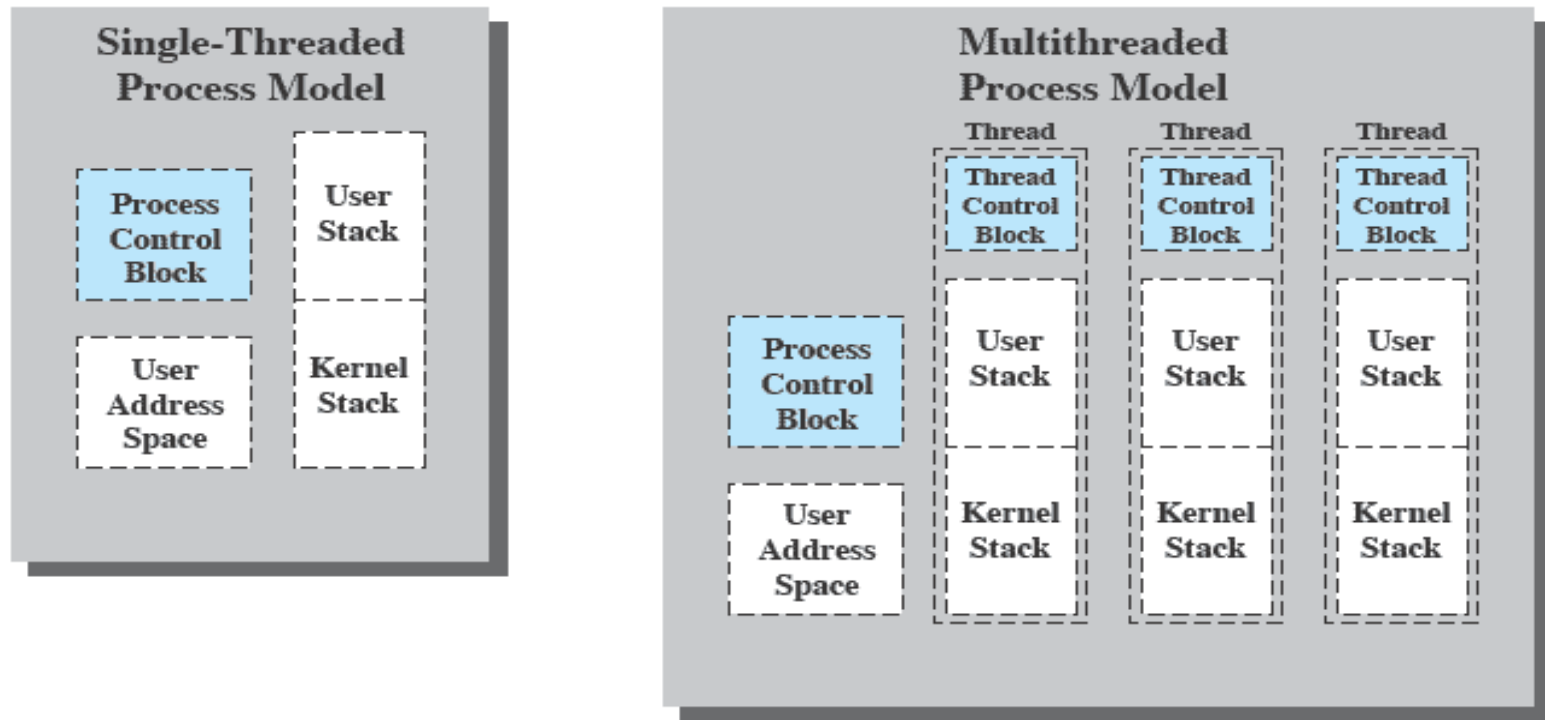 Single-Threaded
Process Model
Process
Control
Block
User
Stack
User
Address
Space
Kernel
Stack
Multithreaded
Process Model
Thread
Thread
Thread
Thread
Control
Block
Thread
Control
Block
Thread
Control
Block
Process
Control
Block
User
Stack
User
Stack
User
Stack
User
Address
Space
Kernel
Stack
Kernel
Stack
Kernel
Stack